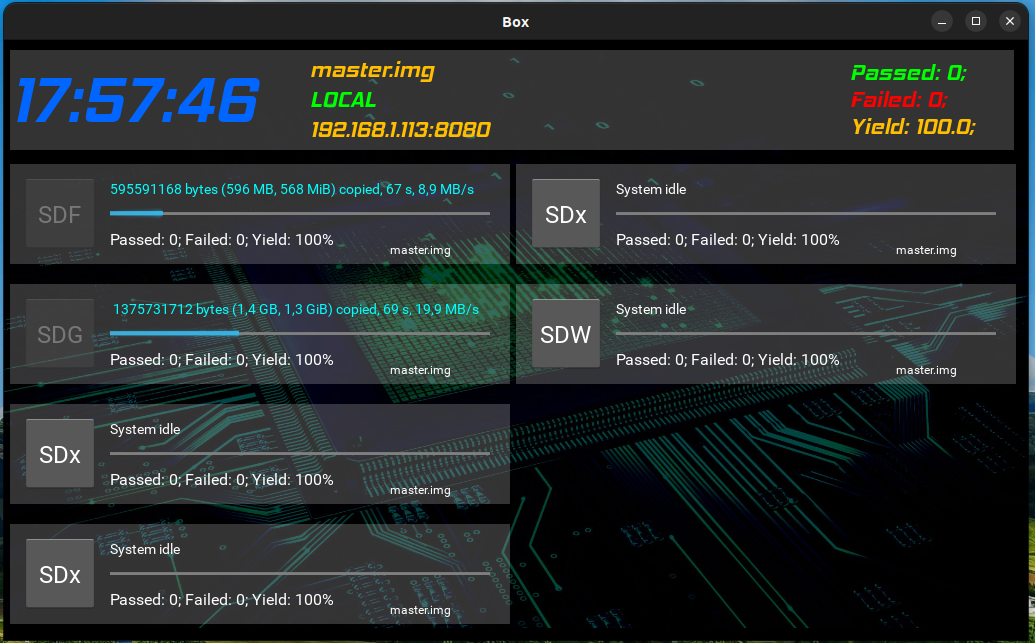 Box
17:57:46
master.img
LOCAL
192.168.1.113:8080
Passed: 0;
Failed: 0;
Yield: 100.0;
SDF
595591168 bytes (596 MB, 568 MiB) copied, 67 s, 8,9 MB/s
Passed: 0; Failed: 0; Yield: 100%
master.img
SDx
System idle
Passed: 0; Failed: 0; Yield: 100%
master.img
SDG
1375731712 bytes (1,4 GB, 1,3 GiB) copied, 69 s, 19,9 MB/s
Passed: 0; Failed: 0; Yield: 100%
master.img
SDW
System idle
Passed: 0; Failed: 0; Yield: 100%
master.img
SDx
System idle
Passed: 0; Failed: 0; Yield: 100%
master.img
SDx
System idle
Passed: 0; Failed: 0; Yield: 100%
master.img